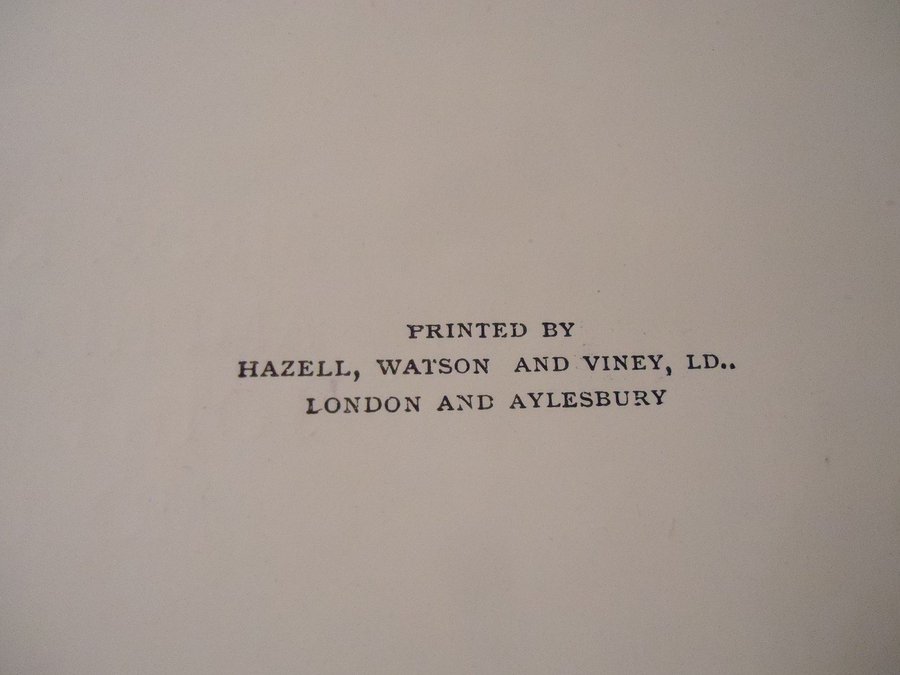 PRINTED BY
HAZELL, WATSON AND VINEY, LD..
LONDON AND AYLESBURY